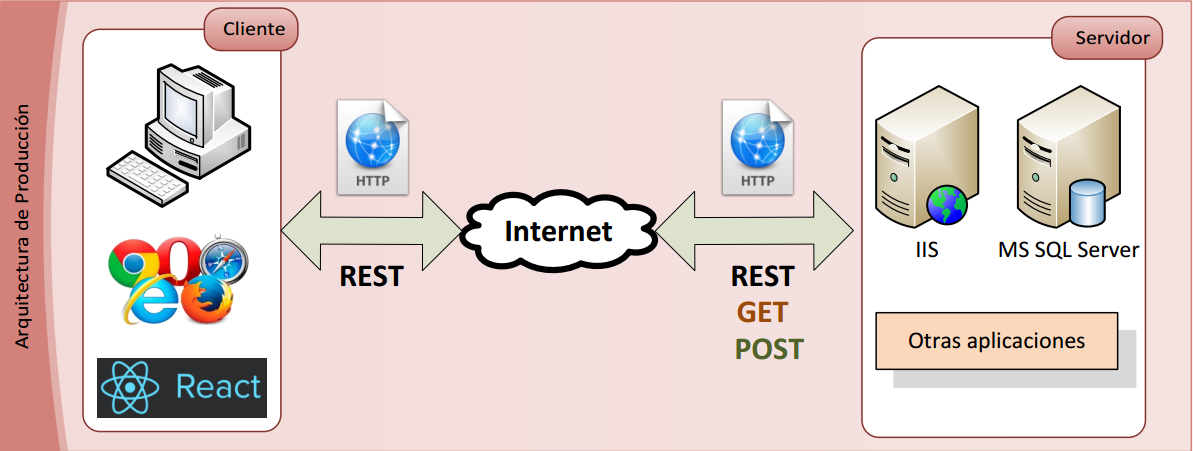 Arquitectura de Producción
Cliente
React
HTTP
REST
Internet
HTTP
REST
GET
POST
Servidor
IIS
MS SQL Server
Otras aplicaciones